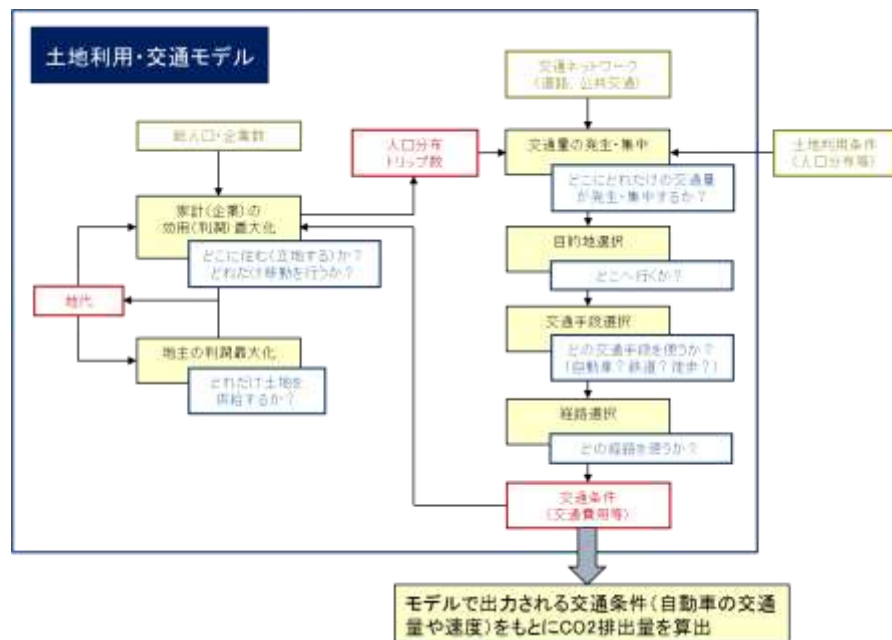 土地利用・交通モデル
交通ネットワーク
(道路、公共交通)
総人口・企業数
人口分布
トリップ数
交通量の発生・集中
土地利用条件
(人口分布等)
どこにどれだけの交通量
が発生・集中するか?
家計(企業)の
効用(利潤)最大化
どこに住む(立地する)か?
どれだけ移動を行うか?
目的地選択
どこへ行くか?
地代
交通手段選択
どの交通手段を使うか?
(自動車?鉄道?徒歩?)
地主の利潤最大化
どれだけ土地を
供給するか?
経路選択
どの経路を使うか?
交通条件
(交通費用等)
モデルで出力される交通条件(自動車の交通
量や速度)をもとにCO2排出量を算出